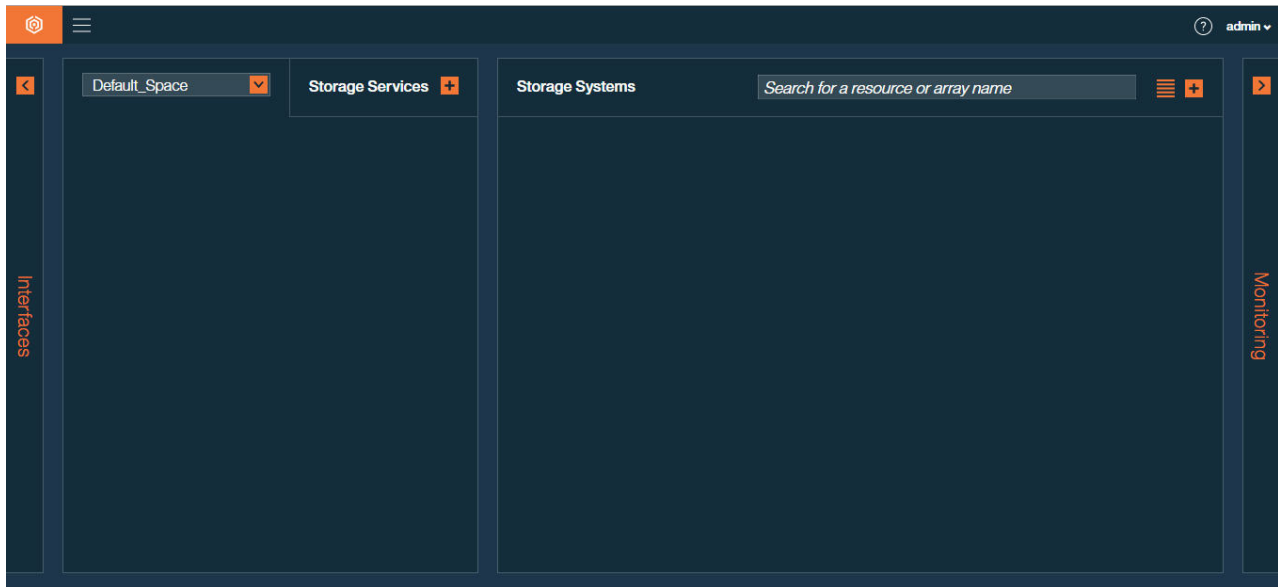 ? admin
Default_Space Storage Services + Storage Systems Search for a resource or array name +
Interfaces
Monitoring